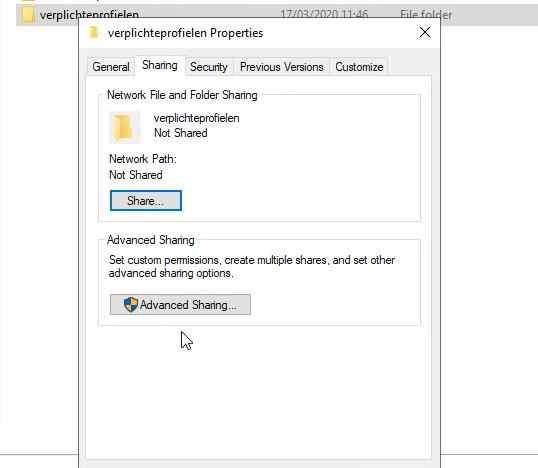 verplichteprofielen 17/03/2020 11:46 File folder
verplichteprofielen Properties
General Sharing Security Previous Versions Customize
Network File and Folder Sharing
verplichteprofielen
Not Shared
Network Path:
Not Shared
Share...
Advanced Sharing
Set custom permissions, create multiple shares, and set other
advanced sharing options.
Advanced Sharing...